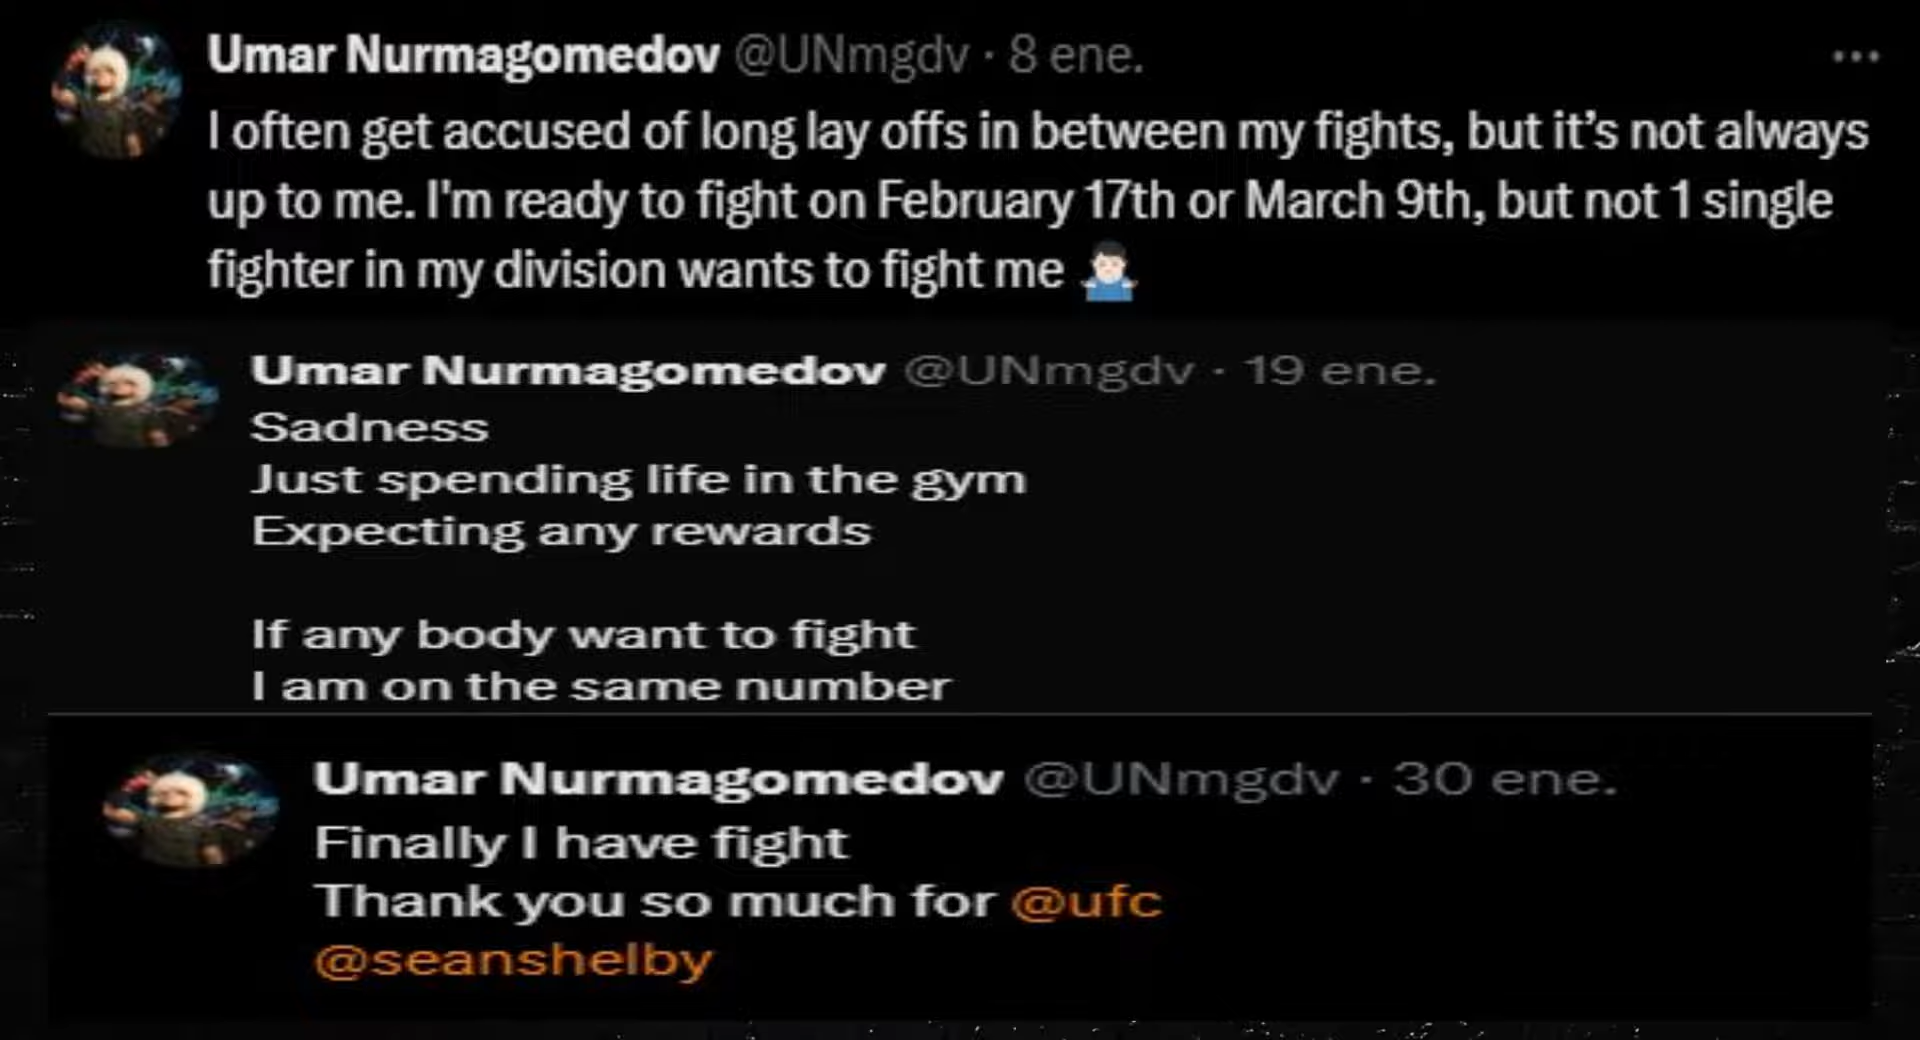 Umar Nurmagomedov @UNmgdv · 8 ene.
I often get accused of long lay offs in between my fights, but it’s not always
up to me. I'm ready to fight on February 17th or March 9th, but not 1 single
fighter in my division wants to fight me 🤷🏻‍♂️
Umar Nurmagomedov @UNmgdv · 19 ene.
Sadness
Just spending life in the gym
Expecting any rewards
If any body want to fight
I am on the same number
Umar Nurmagomedov @UNmgdv · 30 ene.
Finally I have fight
Thank you so much for @ufc
@seanshelby